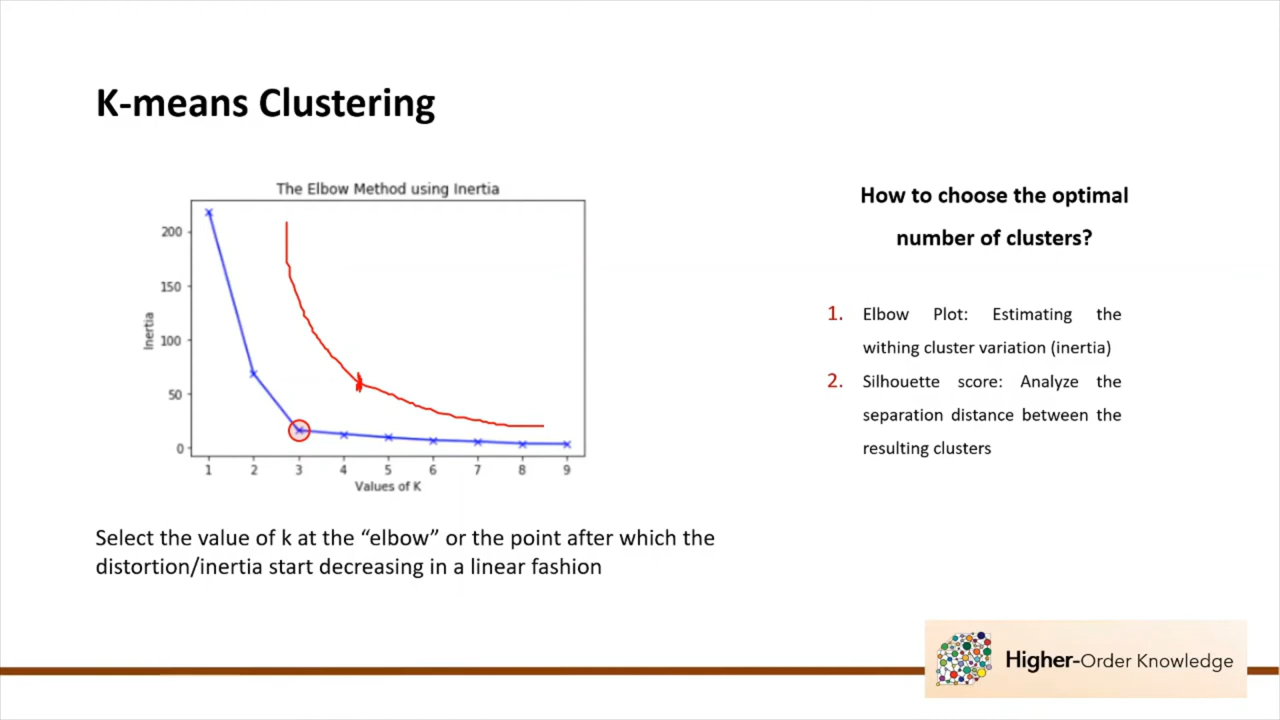 K-means Clustering
The Elbow Method using Inertia
200
150
100
50
0
Inertia
1 2 3 4 5 6 7 8 9
Values of K
Select the value of k at the “elbow” or the point after which the
distortion/inertia start decreasing in a linear fashion
How to choose the optimal
number of clusters?
1. Elbow Plot: Estimating the
withing cluster variation (inertia)
2. Silhouette score: Analyze the
separation distance between the
resulting clusters
Higher-Order Knowledge